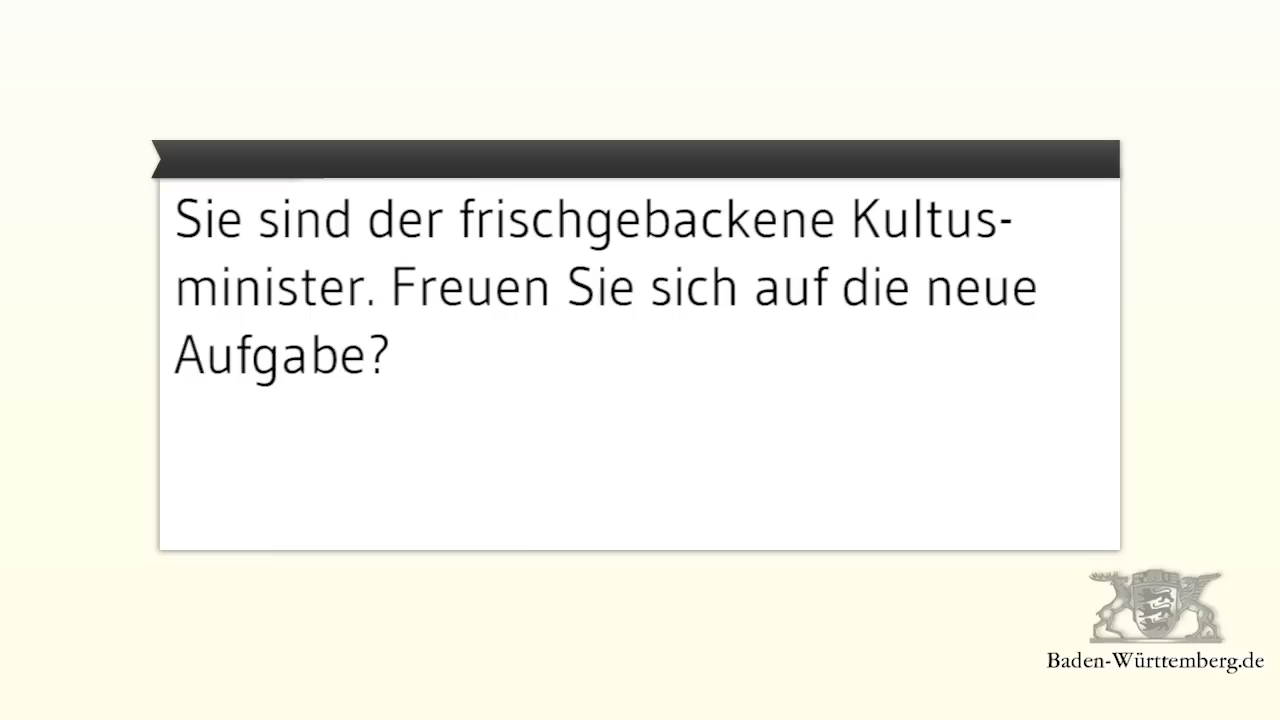 Sie sind der frischgebackene Kultus-
minister. Freuen Sie sich auf die neue
Aufgabe?
Baden-Württemberg.de